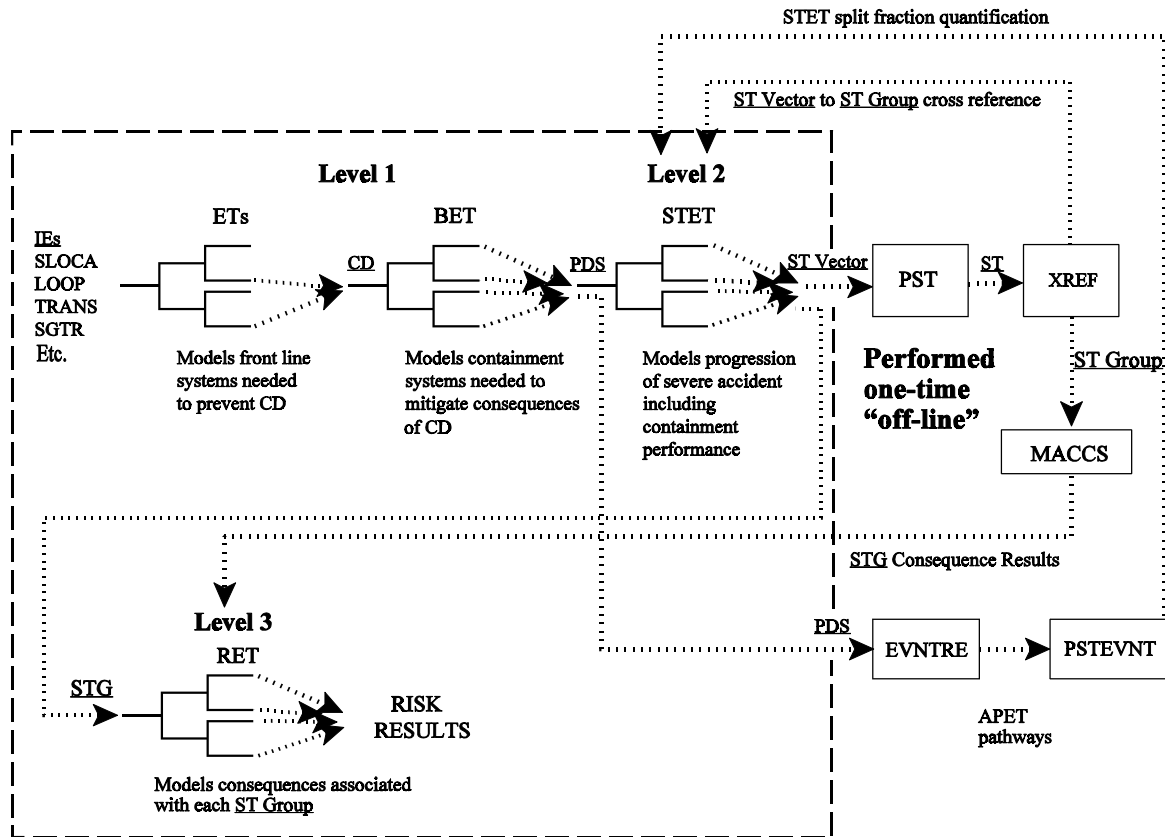 STET split fraction quantification
ST Vector to ST Group cross reference
Level 1
Level 2
ETs
BET
STET
IEs
SLOCA
LOOP
TRANS
SGTR
Etc.
CD
PDS
ST Vector
PST
ST
XREF
Models front line
systems needed
to prevent CD
Models containment
systems needed to
mitigate consequences
of CD
Models progression
of severe accident
including
containment
performance
Performed
one-time
“off-line”
ST Group
MACCS
STG Consequence Results
Level 3
RET
STG
RISK
RESULTS
Models consequences associated
with each ST Group
PDS
EVNTRE
PSTEVNT
APET
pathways